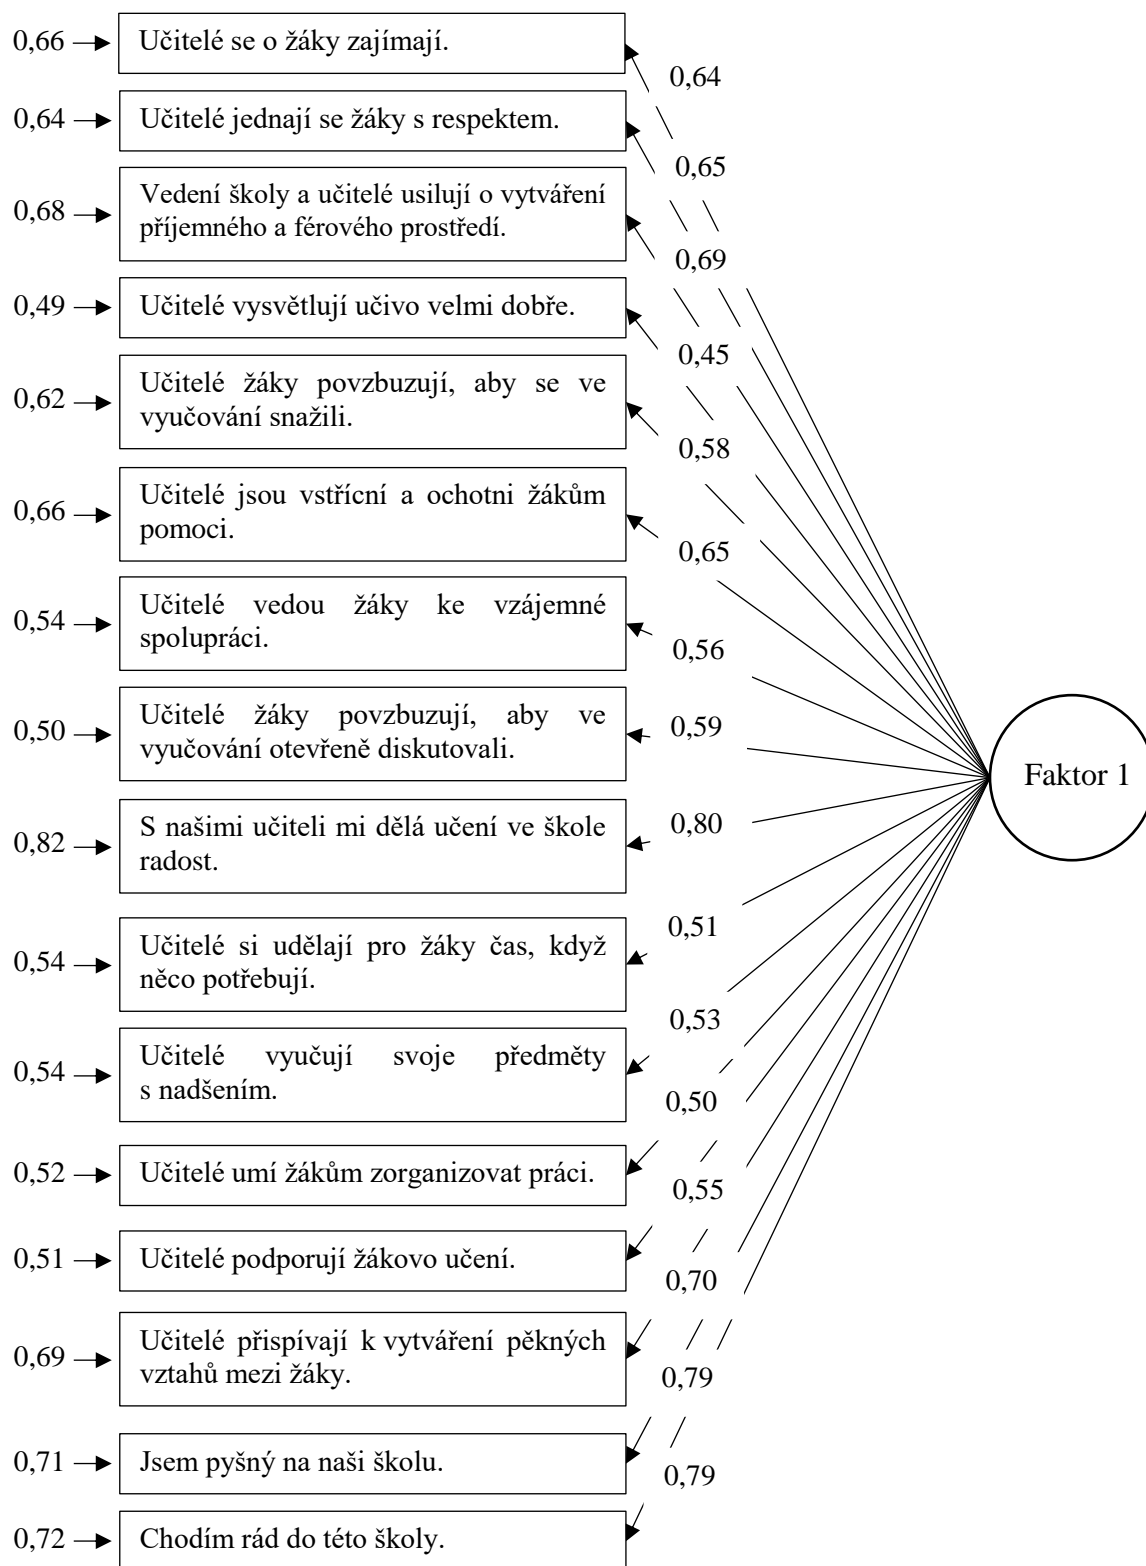 0,66 Učitelé se o žáky zajímají.
0,64
0,64 Učitelé jednají se žáky s respektem.
0,65
0,68 Vedení školy a učitelé usilují o vytváření
příjemného a férového prostředí.
0,69
0,49 Učitelé vysvětlují učivo velmi dobře.
0,45
0,62 Učitelé žáky povzbuzují, aby se ve
vyučování snažili.
0,58
0,66 Učitelé jsou vstřícní a ochotni žákům
pomoci.
0,65
0,54 Učitelé vedou žáky ke vzájemné
spolupráci.
0,56
0,50 Učitelé žáky povzbuzují, aby ve
vyučování otevřeně diskutovali.
0,59
Faktor 1
0,82 S našimi učiteli mi dělá učení ve škole
radost.
0,80
0,54 Učitelé si udělají pro žáky čas, když
něco potřebují.
0,51
0,54 Učitelé vyučují svoje předměty
s nadšením.
0,53
0,52 Učitelé umí žákům zorganizovat práci.
0,50
0,51 Učitelé podporují žákovo učení.
0,55
0,69 Učitelé přispívají k vytváření pěkných
vztahů mezi žáky.
0,70
0,71 Jsem pyšný na naši školu.
0,79
0,72 Chodím rád do této školy.
0,79